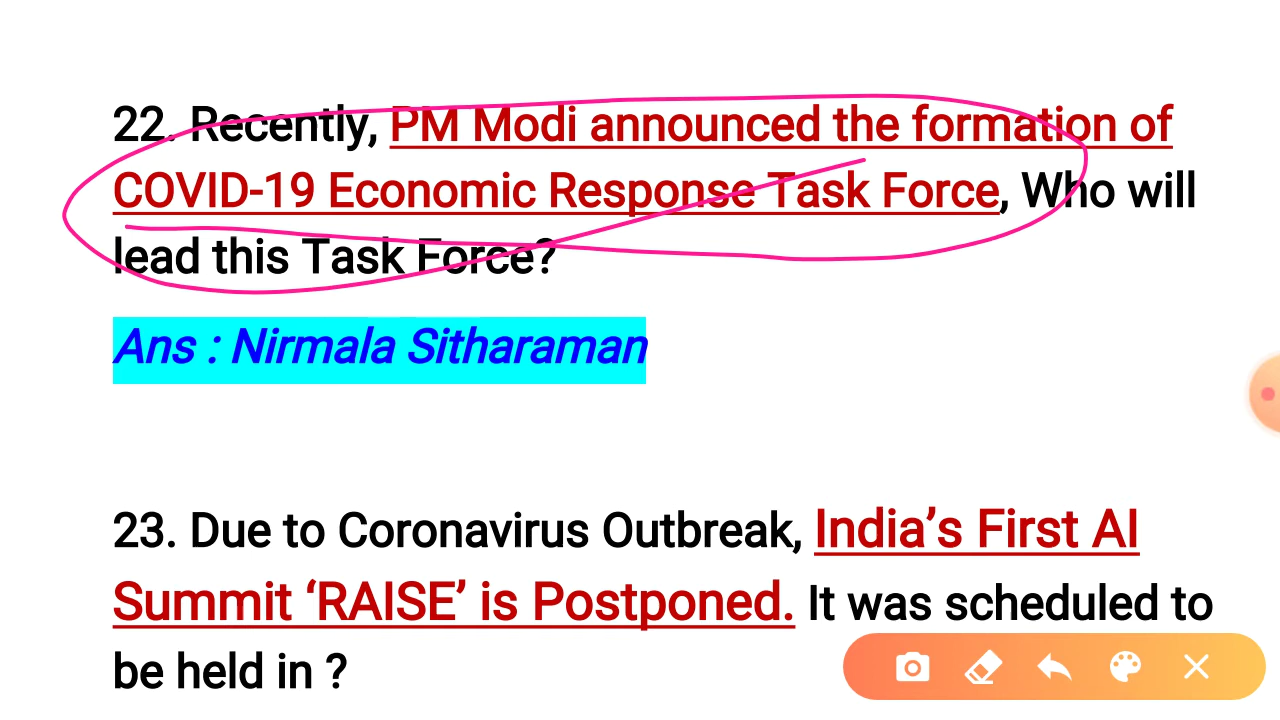 22. Recently, PM Modi announced the formation of
COVID-19 Economic Response Task Force, Who will
lead this Task Force?
Ans : Nirmala Sitharaman
23. Due to Coronavirus Outbreak, India’s First AI
Summit ‘RAISE’ is Postponed. It was scheduled to
be held in ?